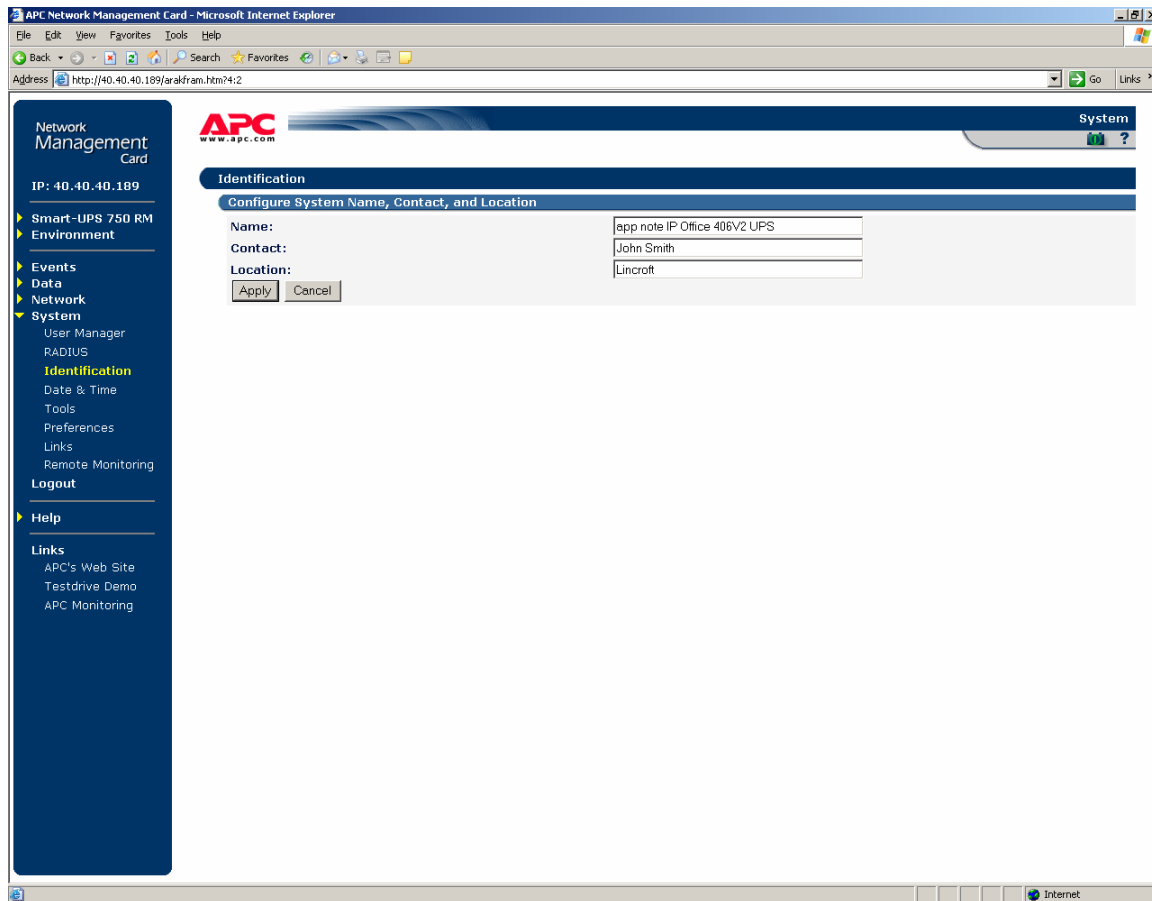 APC Network Management Card - Microsoft Internet Explorer
File Edit View Favorites Tools Help
Back Search Favorites
Address http://40.40.40.189/arakfram.htm?4:2 Go Links
Network
Management
Card
IP: 40.40.40.189
Smart-UPS 750 RM
Environment
Events
Data
Network
System
User Manager
RADIUS
Identification
Date & Time
Tools
Preferences
Links
Remote Monitoring
Logout
Help
Links
APC's Web Site
Testdrive Demo
APC Monitoring
APC
www.apc.com
System
?
Identification
Configure System Name, Contact, and Location
Name: app note IP Office 406V2 UPS
Contact: John Smith
Location: Lincroft
Apply Cancel
Internet